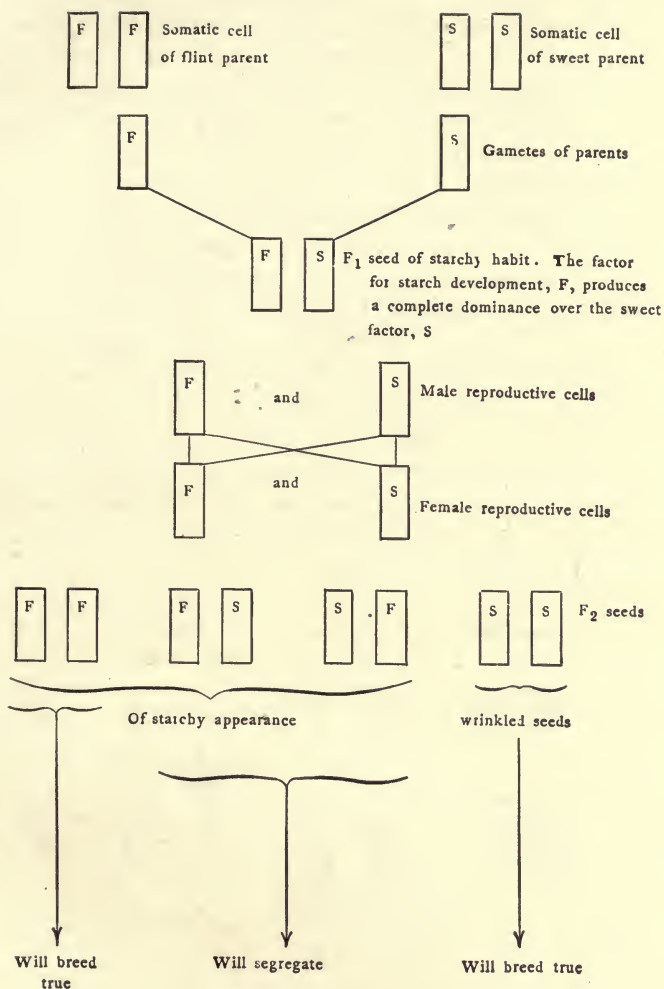 F F Somatic cell
of flint parent
S S Somatic cell
of sweet parent
F
S Gametes of parents
F S F1 seed of starchy habit. The factor
for starch development, F, produces
a complete dominance over the sweet
factor, S
F and S Male reproductive cells
F and S Female reproductive cells
F F F S S F S S F2 seeds
Of starchy appearance
wrinkled seeds
Will breed
true
Will segregate
Will breed true